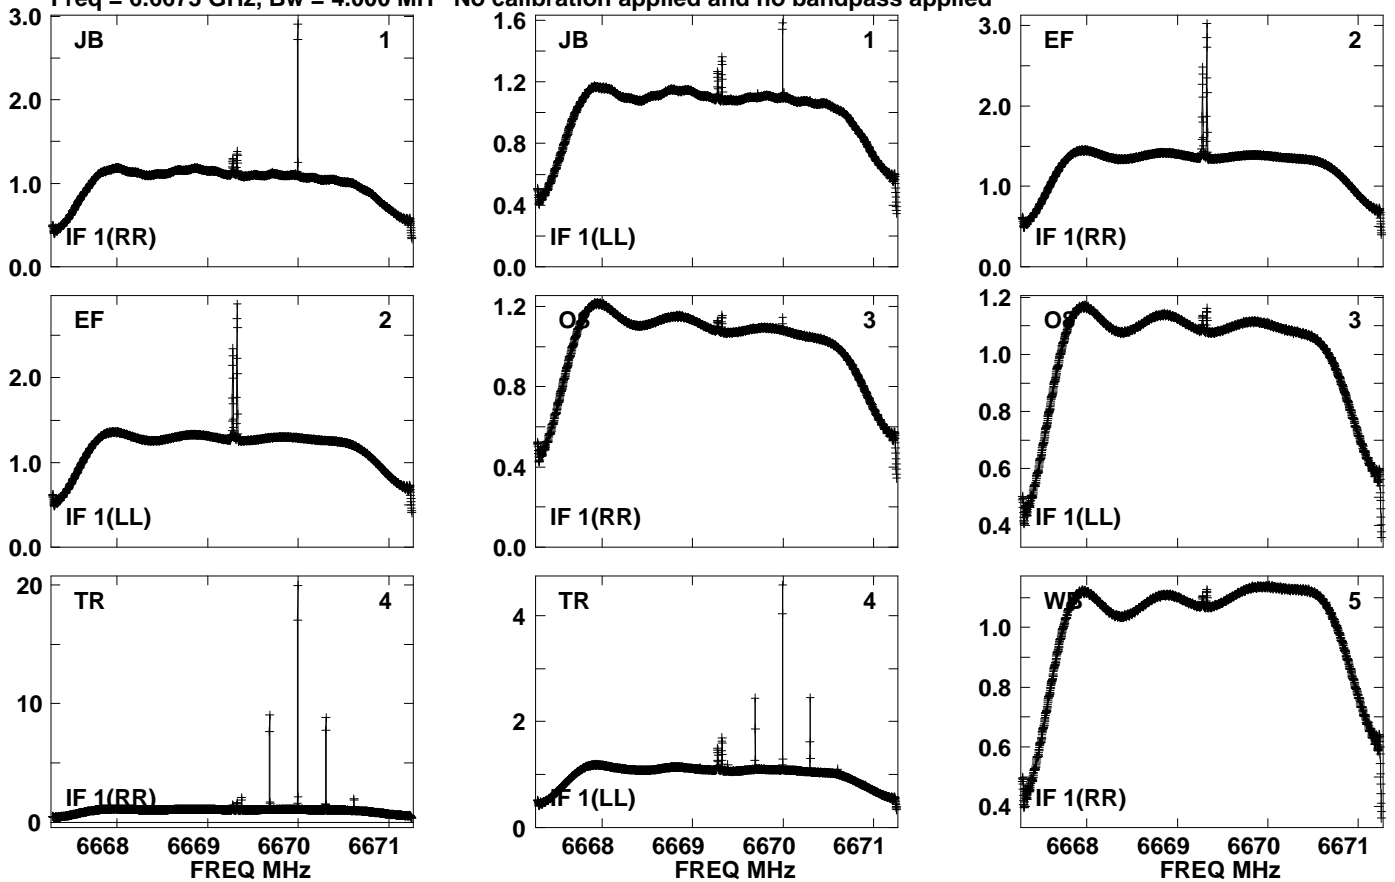 Freq = 6.6675 GHz, Bw = 4.000 MH No calibration applied and no bandpass applied
JB 1
3.0
2.0
1.0
0.0
IF 1(RR)
JB 1
1.6
1.2
0.8
0.4
0.0
IF 1(LL)
EF 2
3.0
2.0
1.0
0.0
IF 1(RR)
EF 2
2.0
1.0
0.0
IF 1(LL)
OS 3
1.2
0.8
0.4
0.0
IF 1(RR)
OS 3
1.2
1.0
0.8
0.6
0.4
IF 1(LL)
TR 4
20
10
0
IF 1(RR)
6668 6669 6670 6671
FREQ MHz
TR 4
4
2
0
IF 1(LL)
6668 6669 6670 6671
FREQ MHz
WB 5
1.0
0.8
0.6
0.4
IF 1(RR)
6668 6669 6670 6671
FREQ MHz